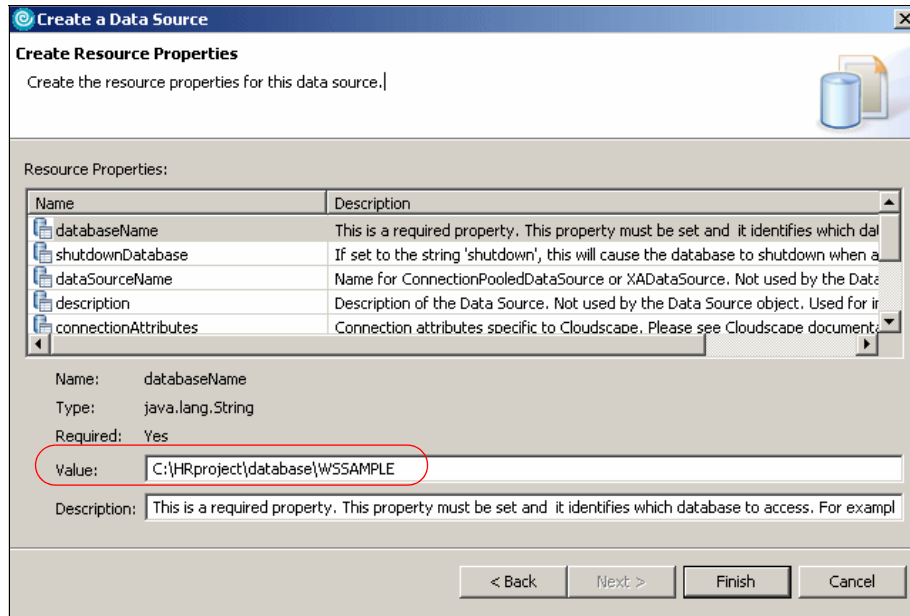 Create a Data Source
Create Resource Properties
Create the resource properties for this data source.
Resource Properties:
Name Description
databaseName This is a required property. This property must be set and it identifies which dat
shutdownDatabase If set to the string 'shutdown', this will cause the database to shutdown when a
dataSourceName Name for ConnectionPooledDataSource or XADataSource. Not used by the Data
description Description of the Data Source. Not used by the Data Source object. Used for in
connectionAttributes Connection attributes specific to Cloudscape. Please see Cloudscape documenta
Name: databaseName
Type: java.lang.String
Required: Yes
Value: C:\HRproject\database\WSSAMPLE
Description: This is a required property. This property must be set and it identifies which database to access. For exampl
< Back Next > Finish Cancel